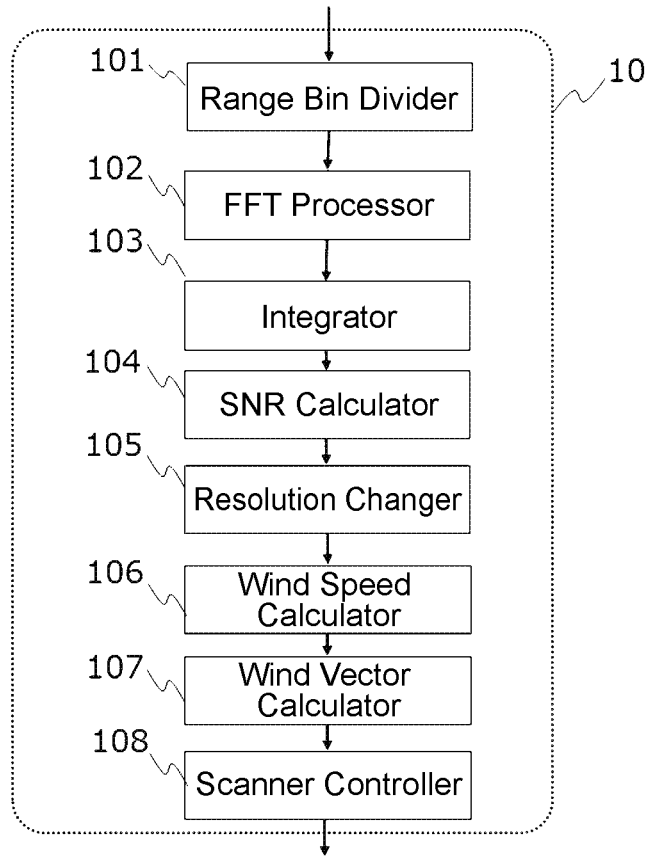 101
Range Bin Divider
10
102
FFT Processor
103
Integrator
104
SNR Calculator
105
Resolution Changer
106
Wind Speed
Calculator
107
Wind Vector
Calculator
108
Scanner Controller